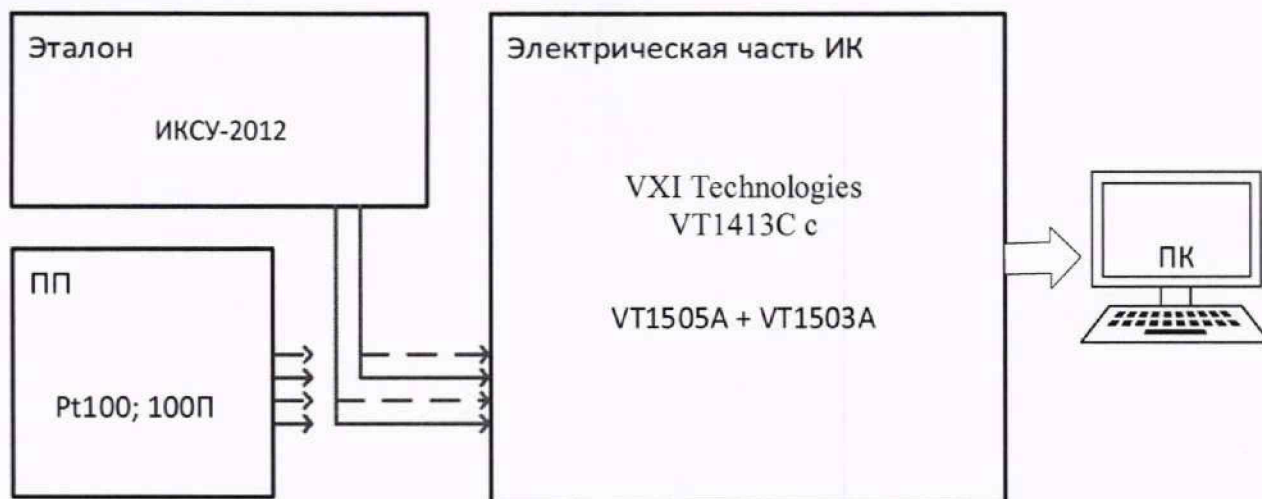 Эталон
ИКСУ-2012
ПП
Pt100; 100П
Электрическая часть ИК
VXI Technologies
VT1413C с
VT1505A + VT1503A
ПК